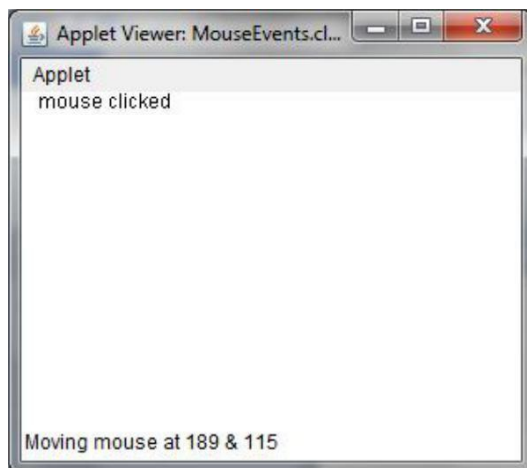 Applet Viewer: MouseEvents.cl...
Applet
mouse clicked
Moving mouse at 189 & 115